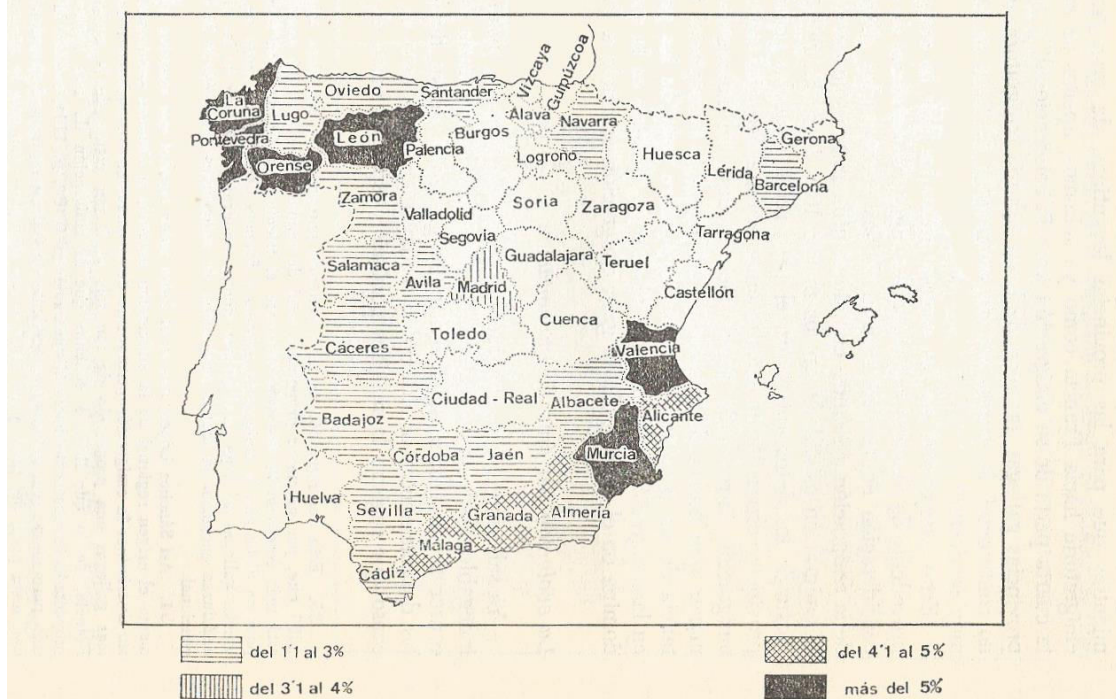 Vizcaya
Guipúzcoa
Oviedo
Santander
La
Coruña
Lugo
Alava
Navarra
Pontevedra
León
Burgos
Palencia
Logroño
Orense
Huesca
Gerona
Lérida
Barcelona
Zamora
Valladolid
Soria
Zaragoza
Segovia
Tarragona
Salamaca
Avila
Madrid
Guadalajara
Teruel
Castellón
Toledo
Cuenca
Cáceres
Valencia
Ciudad - Real
Albacete
Badajoz
Alicante
Córdoba
Jaén
Murcia
Huelva
Sevilla
Granada
Almería
Málaga
Cádiz
del 1'1 al 3%
del 3'1 al 4%
del 4'1 al 5%
más del 5%